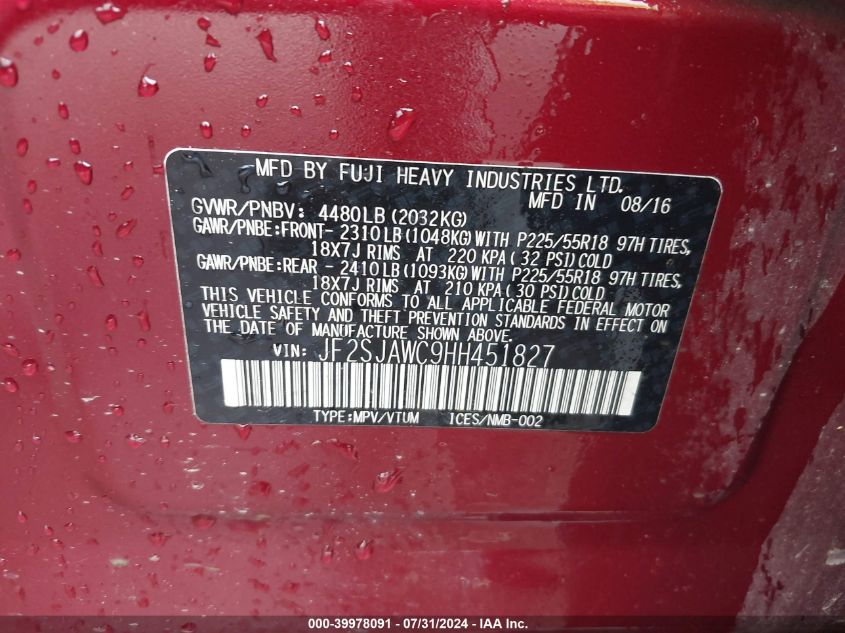 MFD BY FUJI HEAVY INDUSTRIES LTD.
MFD IN 08/16
GVWR/PNBV: 4480LB(2032KG)
GAWR/PNBE:FRONT- 2310LB(1048KG)WITH P225/55R18 97H TIRES,
18X7J RIMS AT 220 KPA( 32 PSI)COLD
GAWR/PNBE:REAR - 2410LB(1093KG)WITH P225/55R18 97H TIRES,
18X7J RIMS AT 210 KPA( 30 PSI)COLD
THIS VEHICLE CONFORMS TO ALL APPLICABLE FEDERAL MOTOR
VEHICLE SAFETY AND THEFT PREVENTION STANDARDS IN EFFECT ON
THE DATE OF MANUFACTURE SHOWN ABOVE.
VIN: JF2SJAWC9HH451827
TYPE:MPV/VTUM ICES/NMB-002
000-39978091 / 07/31/2024 - IAA Inc.